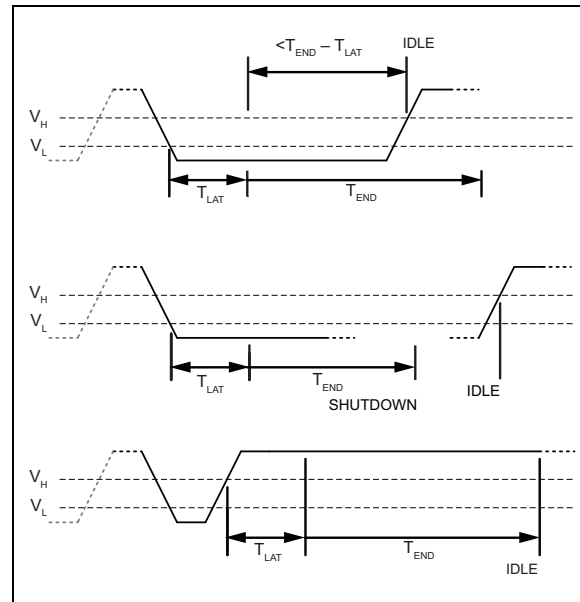 <T_END – T_LAT IDLE
V_H
V_L
T_LAT T_END
V_H
V_L
T_LAT T_END
SHUTDOWN IDLE
V_H
V_L
T_LAT T_END
IDLE